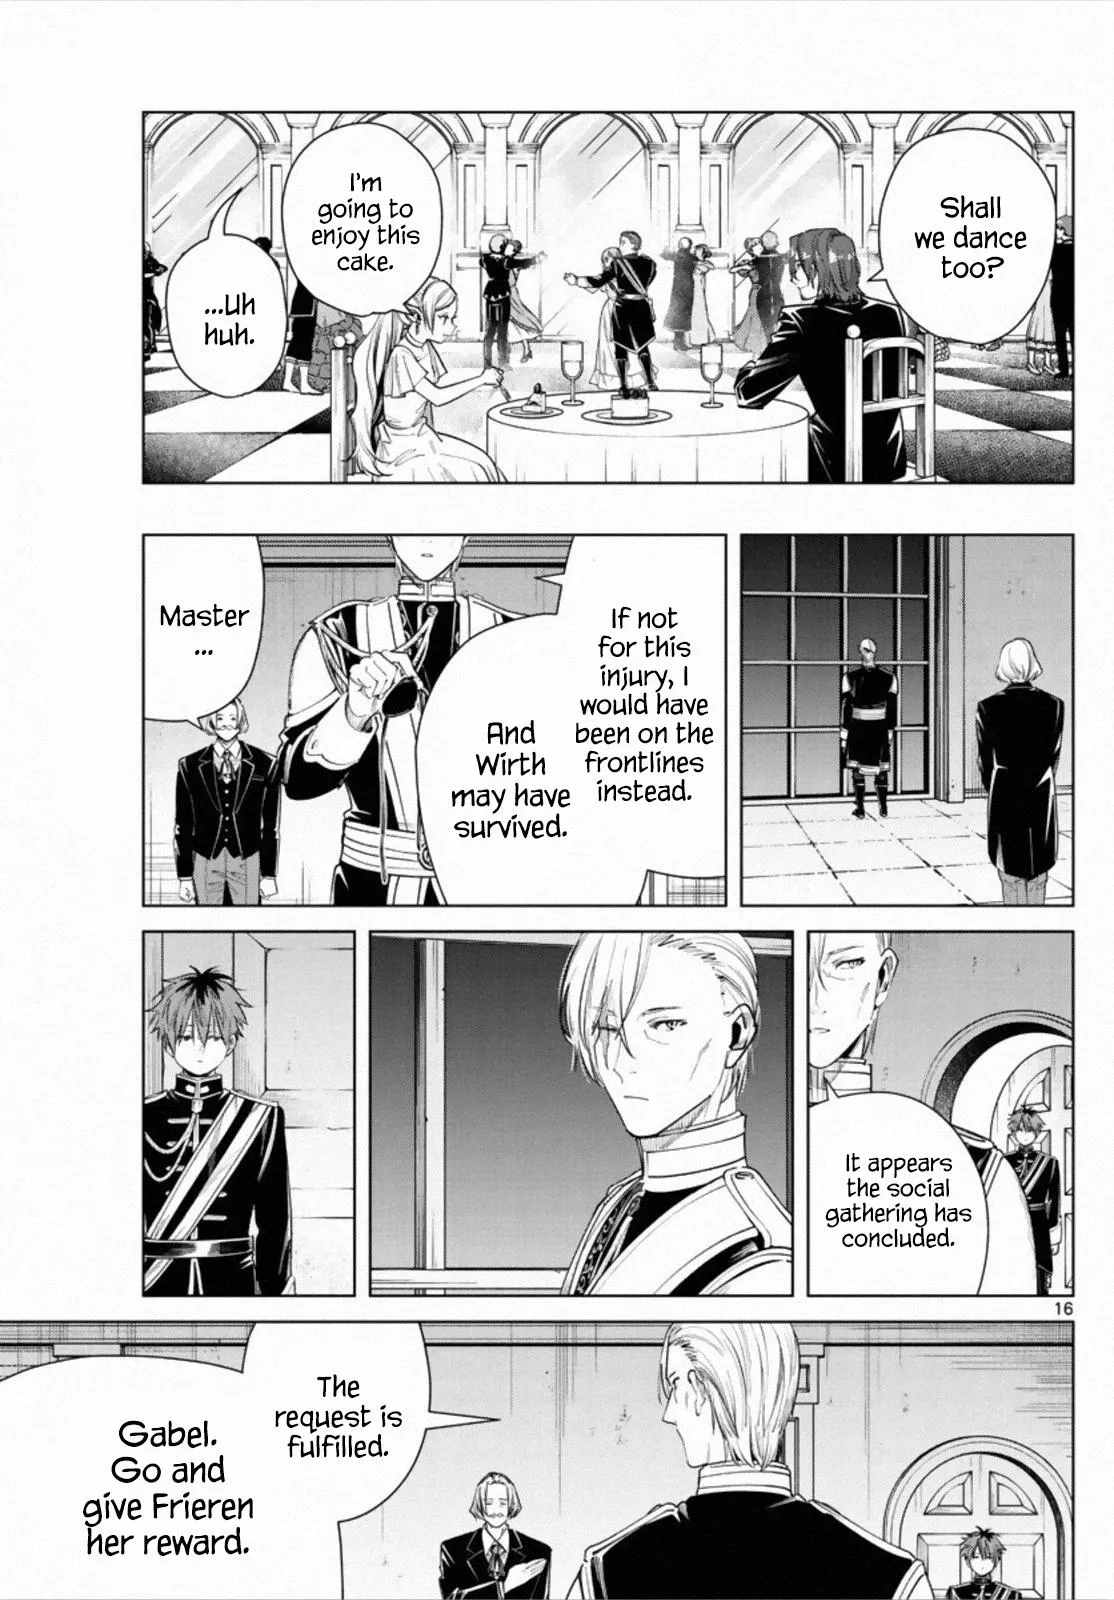 Shall
we dance
too?
I'm
going to
enjoy this
cake.
...Uh
huh.
If not
for this
injury, I
would have
been on the
frontlines
instead.
And
Wirth
may have
survived.
Master
...
It appears
the social
gathering has
concluded.
16
The
request is
fulfilled.
Gabel.
Go and
give Frieren
her reward.